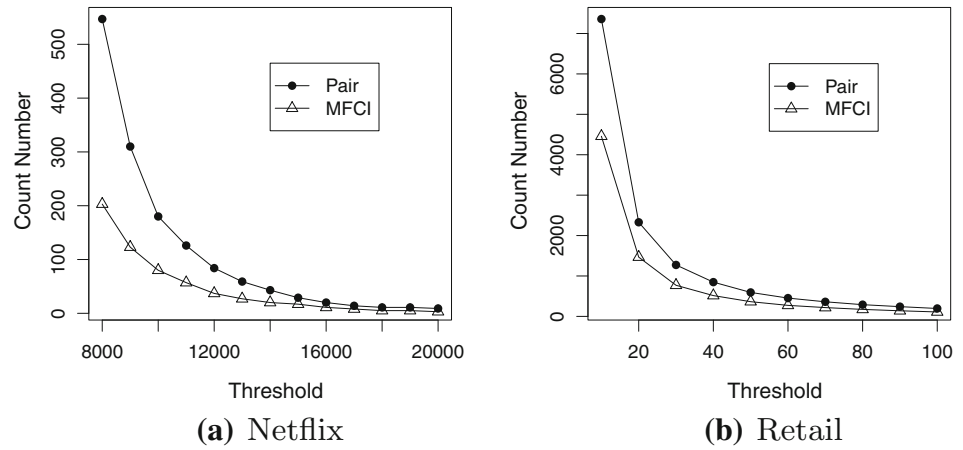 500
400
300
200
100
0
Count Number
Pair
MFCI
8000
12000
16000
20000
Threshold
(a) Netflix
6000
4000
2000
0
Count Number
Pair
MFCI
20
40
60
80
100
Threshold
(b) Retail